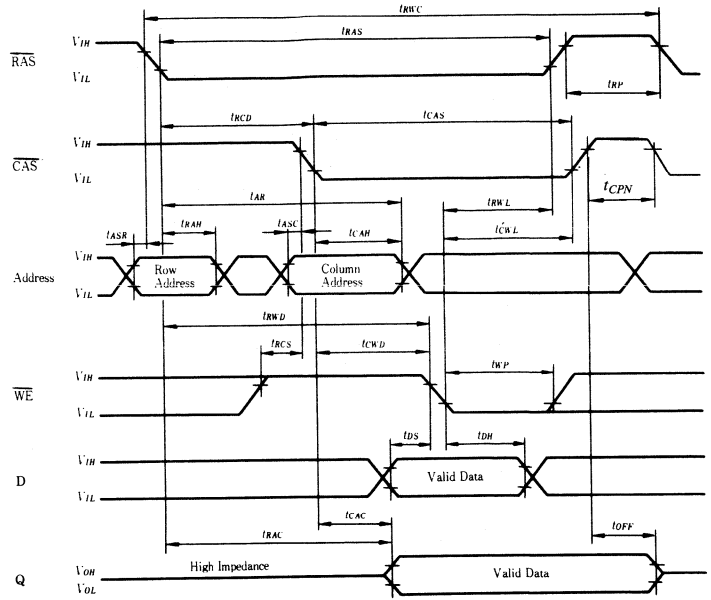 tRWC
VIH
tRAS
RAS
VIL
tRP
tRCD
tCAS
VIH
CAS
VIL
tCPN
tAR
tRWL
tASR
tRAH
tASC
tCAH
tCWL
VIH
Address
Row
Address
Column
Address
VIL
tRWD
tRCS
tCWD
tWP
VIH
WE
VIL
tDS
tDH
VIH
D
Valid Data
VIL
tCAC
tRAC
tOFF
VOH
High Impedance
Q
Valid Data
VOL